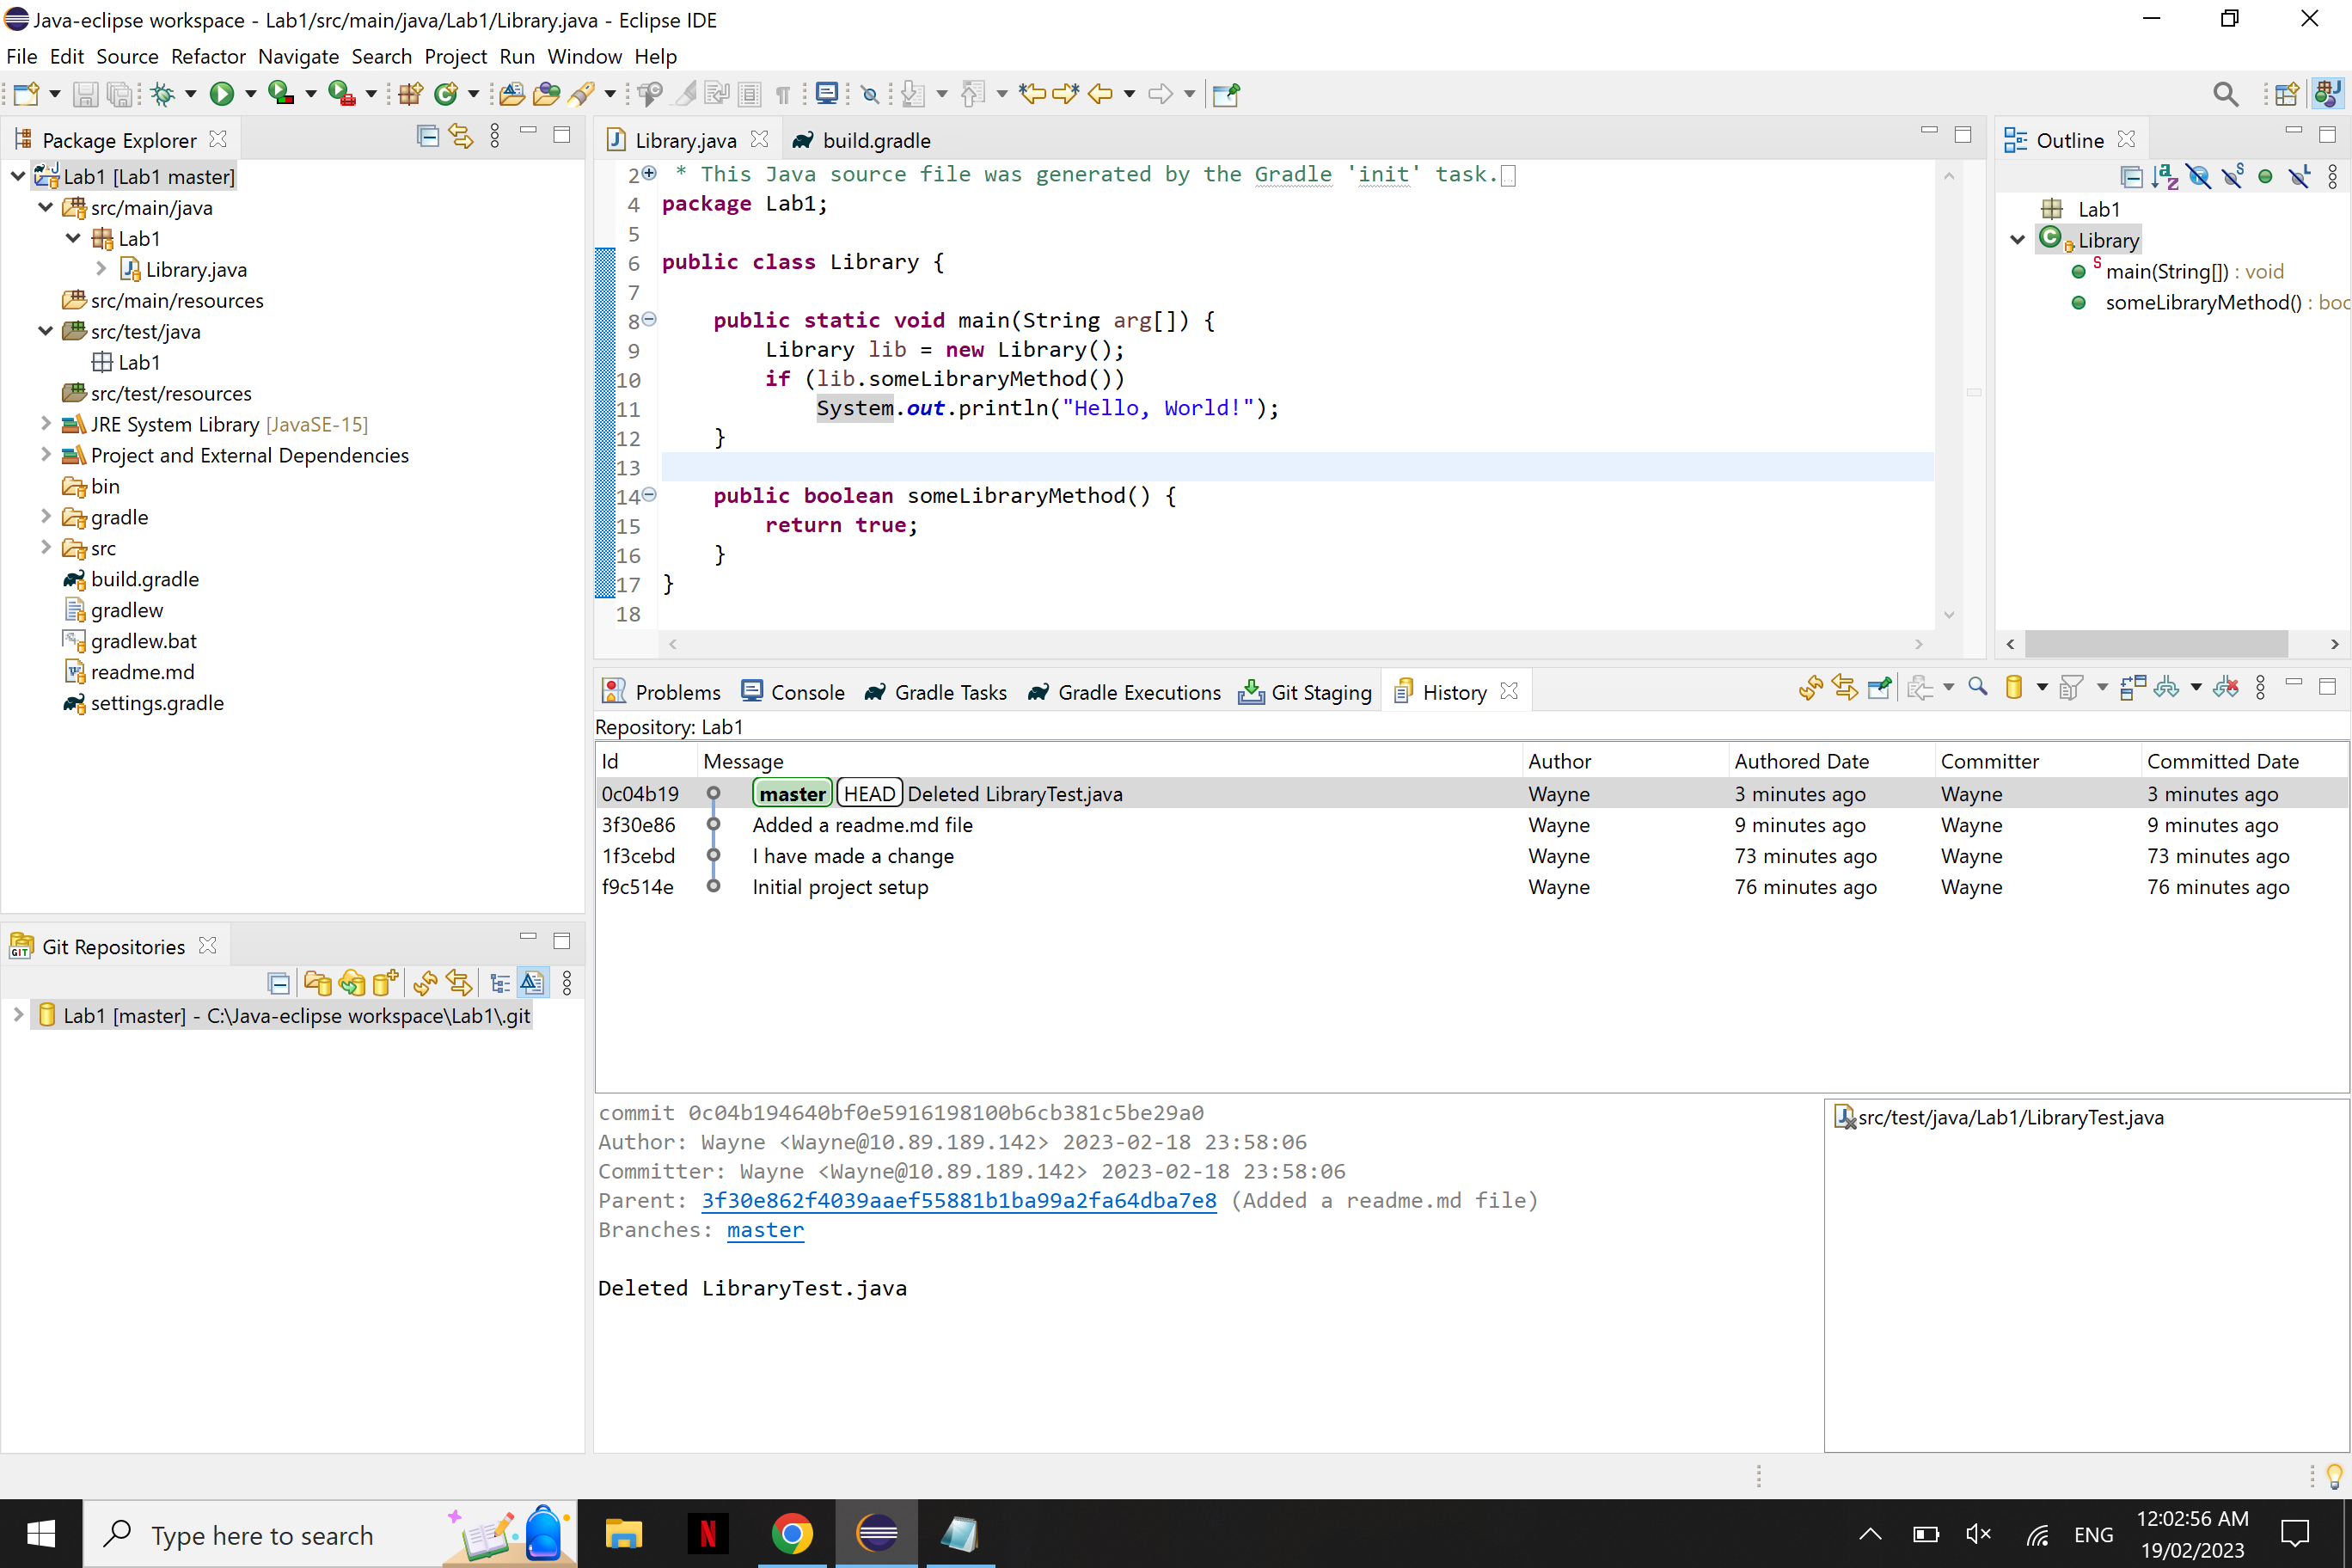 Java-eclipse workspace - Lab1/src/main/java/Lab1/Library.java - Eclipse IDE
File Edit Source Refactor Navigate Search Project Run Window Help
Package Explorer
Lab1 [Lab1 master]
src/main/java
Lab1
Library.java
src/main/resources
src/test/java
Lab1
src/test/resources
JRE System Library [JavaSE-15]
Project and External Dependencies
bin
gradle
src
build.gradle
gradlew
gradlew.bat
readme.md
settings.gradle
Library.java build.gradle
2 * This Java source file was generated by the Gradle 'init' task.
4 package Lab1;
5
6 public class Library {
7
8 public static void main(String arg[]) {
9 Library lib = new Library();
10 if (lib.someLibraryMethod())
11 System.out.println("Hello, World!");
12 }
13
14 public boolean someLibraryMethod() {
15 return true;
16 }
17 }
18
Outline
Lab1
Library
main(String[]) : void
someLibraryMethod() : boo
Problems Console Gradle Tasks Gradle Executions Git Staging History
Repository: Lab1
Id Message Author Authored Date Committer Committed Date
0c04b19 master HEAD Deleted LibraryTest.java Wayne 3 minutes ago Wayne 3 minutes ago
3f30e86 Added a readme.md file Wayne 9 minutes ago Wayne 9 minutes ago
1f3cebd I have made a change Wayne 73 minutes ago Wayne 73 minutes ago
f9c514e Initial project setup Wayne 76 minutes ago Wayne 76 minutes ago
Git Repositories
Lab1 [master] - C:\Java-eclipse workspace\Lab1\.git
commit 0c04b194640bf0e5916198100b6cb381c5be29a0
Author: Wayne <Wayne@10.89.189.142> 2023-02-18 23:58:06
Committer: Wayne <Wayne@10.89.189.142> 2023-02-18 23:58:06
Parent: 3f30e862f4039aaef55881b1ba99a2fa64dba7e8 (Added a readme.md file)
Branches: master
Deleted LibraryTest.java
src/test/java/Lab1/LibraryTest.java
Type here to search
ENG
12:02:56 AM
19/02/2023